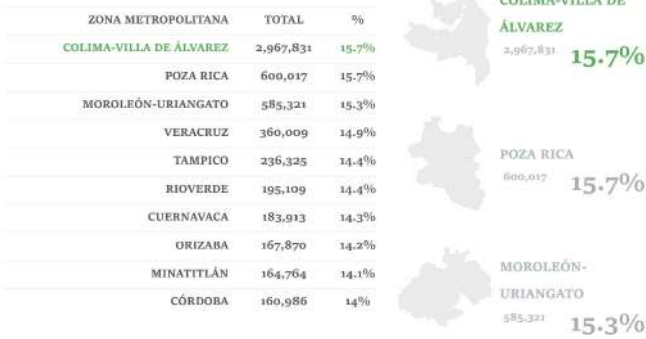 ZONA METROPOLITANA TOTAL %
COLIMA-VILLA DE ÁLVAREZ 2,967,831 15.7%
POZA RICA 600,017 15.7%
MOROLEÓN-URIANGATO 585,321 15.3%
VERACRUZ 360,009 14.9%
TAMPICO 236,325 14.4%
RIOVERDE 195,109 14.4%
CUERNAVACA 183,913 14.3%
ORIZABA 167,870 14.2%
MINATITLÁN 164,764 14.1%
CÓRDOBA 160,986 14%
COLIMA-VILLA DE
ÁLVAREZ
2,967,831 15.7%
POZA RICA
600,017 15.7%
MOROLEÓN-
URIANGATO
585,321 15.3%